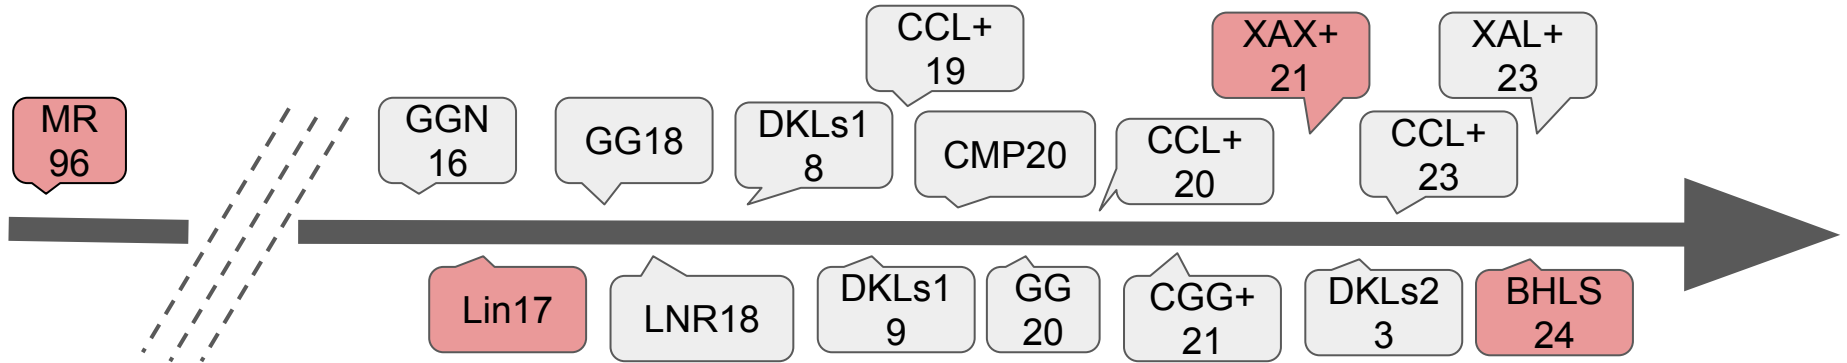 MR
96
GGN
16
GG18
DKLs1
8
CCL+
19
CMP20
CCL+
20
XAX+
21
CCL+
23
XAL+
23
Lin17
LNR18
DKLs1
9
GG
20
CGG+
21
DKLs2
3
BHLS
24